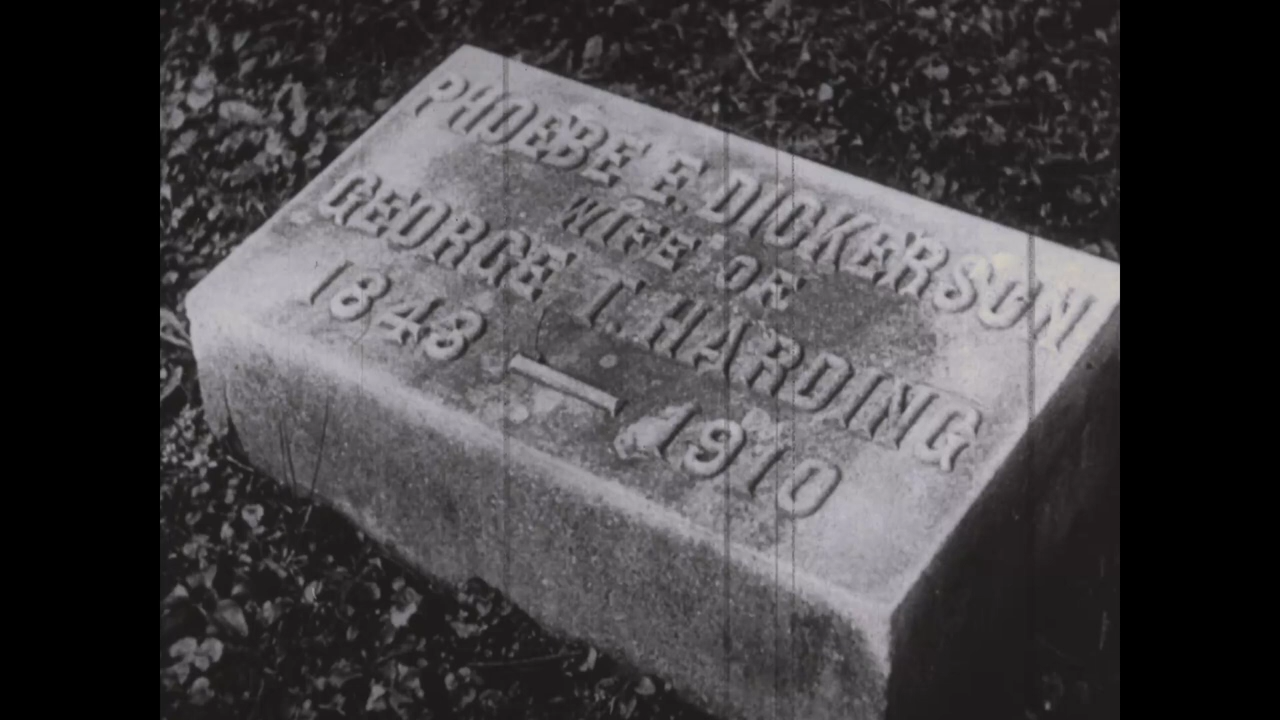 PHOEBE E. DICKERSON
WIFE OF
GEORGE T. HARDING
1843 — 1910